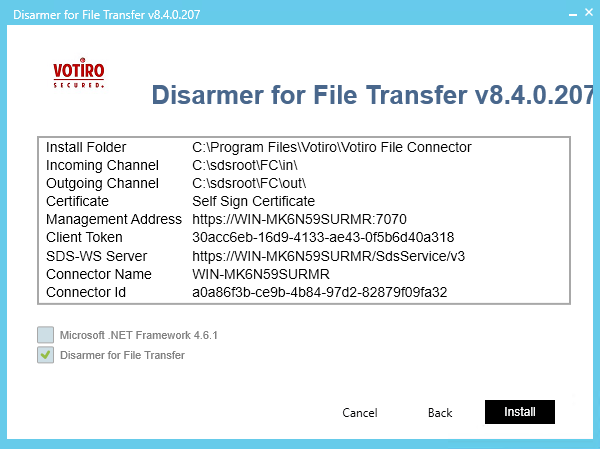 Disarmer for File Transfer v8.4.0.207
VOTIRO
SECURED.
Disarmer for File Transfer v8.4.0.207
Install Folder C:\Program Files\Votiro\Votiro File Connector
Incoming Channel C:\sdsroot\FC\in\
Outgoing Channel C:\sdsroot\FC\out\
Certificate Self Sign Certificate
Management Address https://WIN-MK6N59SURMR:7070
Client Token 30acc6eb-16d9-4133-ae43-0f5b6d40a318
SDS-WS Server https://WIN-MK6N59SURMR/SdsService/v3
Connector Name WIN-MK6N59SURMR
Connector Id a0a86f3b-ce9b-4b84-97d2-82879f09fa32
Microsoft .NET Framework 4.6.1
Disarmer for File Transfer
Cancel Back Install